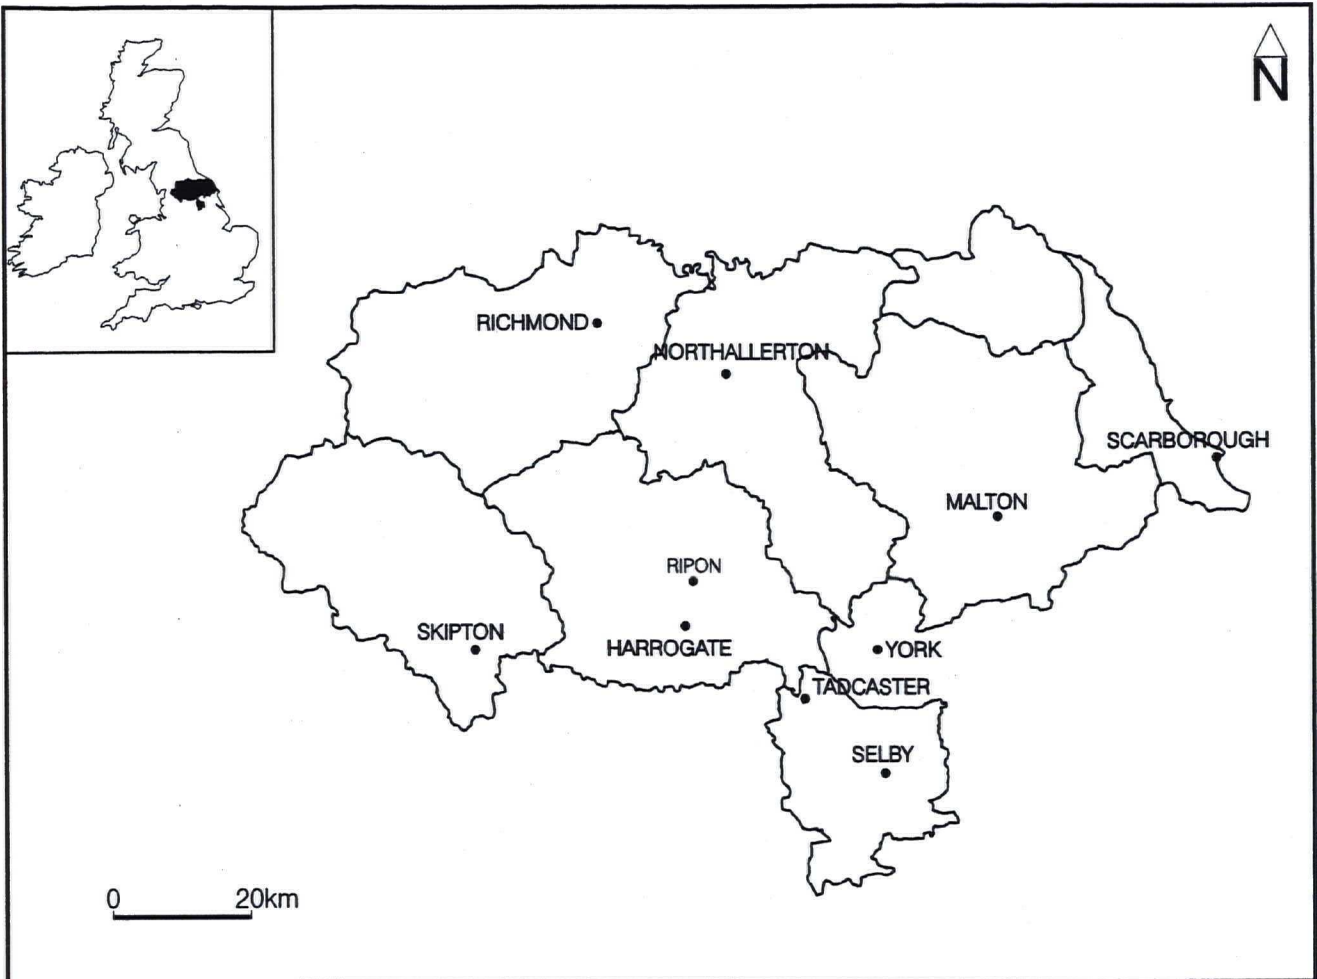 N
RICHMOND
NORTHALLERTON
SCARBOROUGH
MALTON
RIPON
SKIPTON
HARROGATE
YORK
TADCASTER
SELBY
0 20km